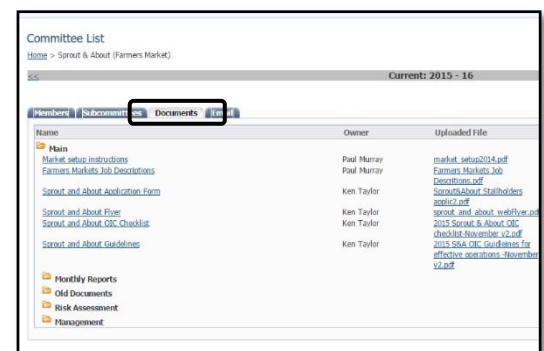 Committee List
Home > Sprout & About (Farmers Market)
<<
Current: 2015 - 16
Members Subcommittees Documents Email
Name Owner Uploaded File
Main
Market setup instructions Paul Murray market_setup2014.pdf
Farmers Markets Job Descriptions Paul Murray Farmers Markets Job
Descritions.pdf
Sprout and About Application Form Ken Taylor Sprout&About Stallholders
applic2.pdf
Sprout and About Flyer Ken Taylor sprout_and_about_webflyer.pdf
Sprout and About OIC Checklist Ken Taylor 2015 Sprout & About OIC
checklist-November v2.pdf
Sprout and About Guidelines Ken Taylor 2015 S&A OIC Guidleines for
effective operations -November
v2.pdf
Monthly Reports
Old Documents
Risk Assessment
Management